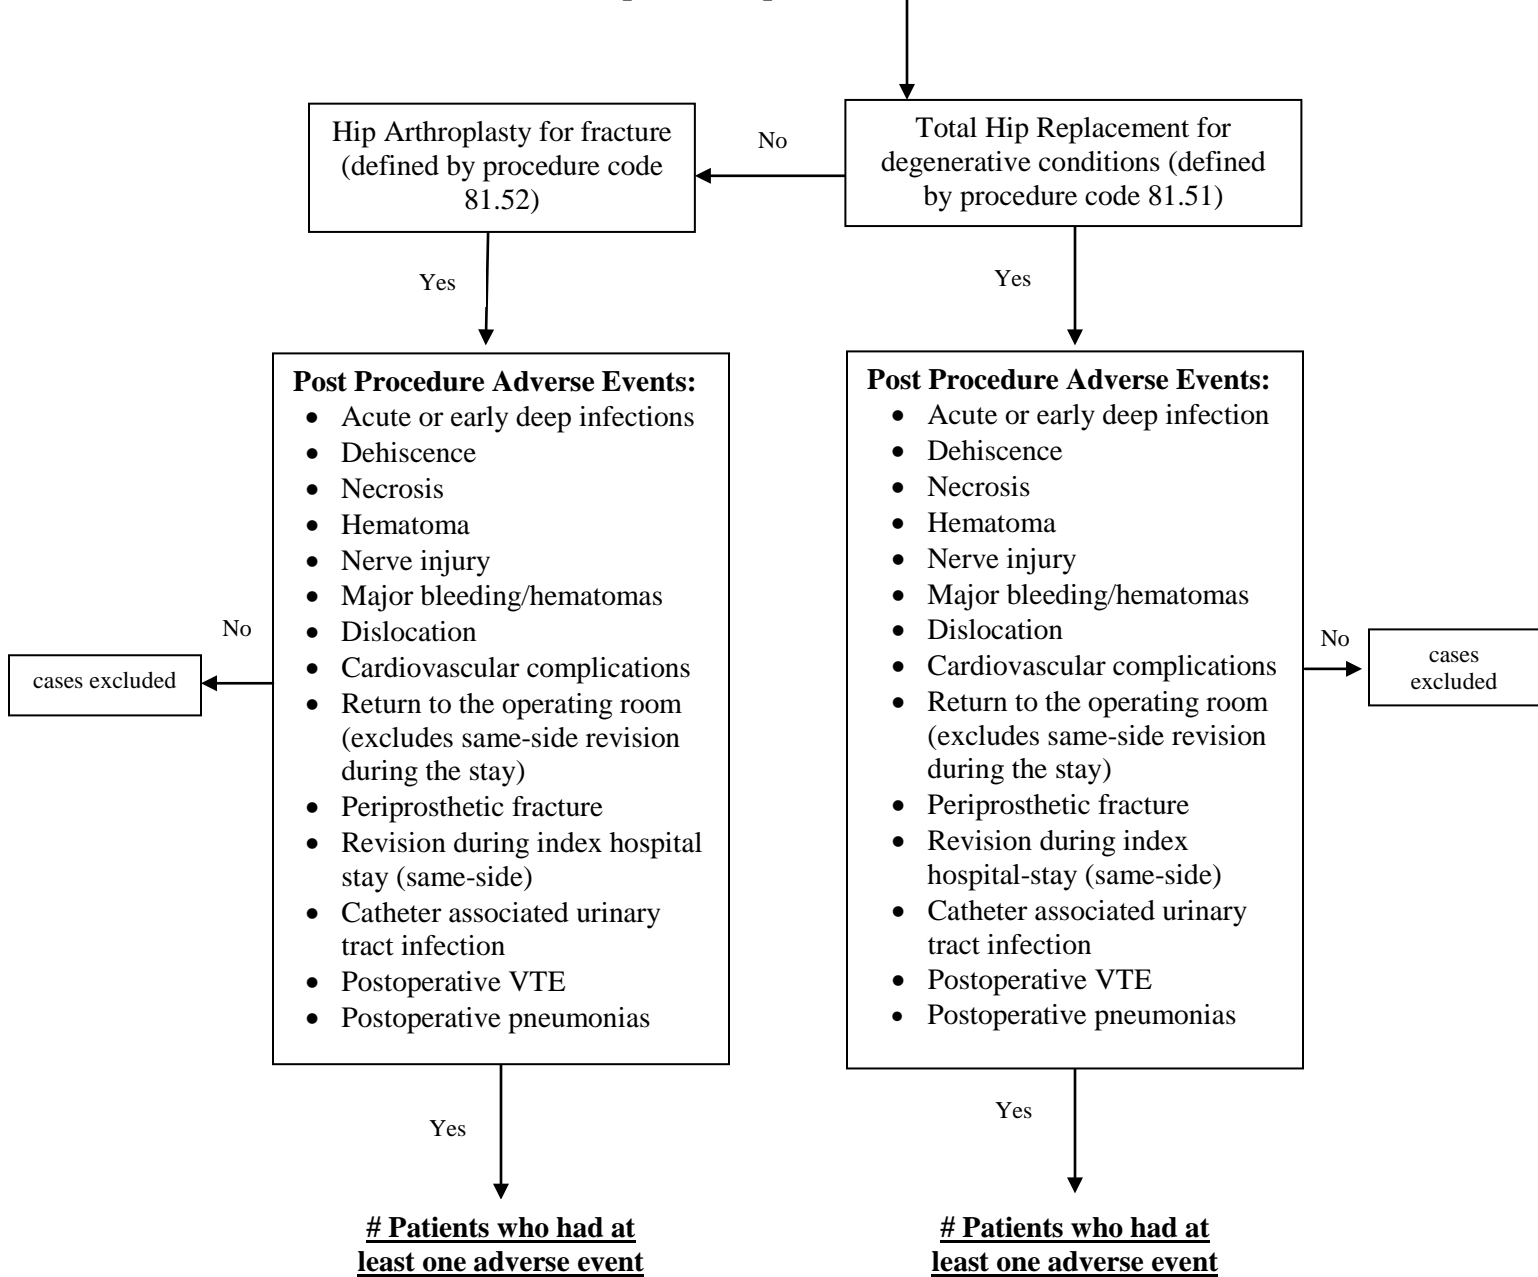 Hip Arthroplasty for fracture
(defined by procedure code
81.52)
No
Total Hip Replacement for
degenerative conditions (defined
by procedure code 81.51)
Yes
Yes
Post Procedure Adverse Events:
• Acute or early deep infections
• Dehiscence
• Necrosis
• Hematoma
• Nerve injury
• Major bleeding/hematomas
• Dislocation
• Cardiovascular complications
• Return to the operating room
(excludes same-side revision
during the stay)
• Periprosthetic fracture
• Revision during index hospital
stay (same-side)
• Catheter associated urinary
tract infection
• Postoperative VTE
• Postoperative pneumonias
No
cases excluded
Post Procedure Adverse Events:
• Acute or early deep infection
• Dehiscence
• Necrosis
• Hematoma
• Nerve injury
• Major bleeding/hematomas
• Dislocation
• Cardiovascular complications
• Return to the operating room
(excludes same-side revision
during the stay)
• Periprosthetic fracture
• Revision during index
hospital-stay (same-side)
• Catheter associated urinary
tract infection
• Postoperative VTE
• Postoperative pneumonias
No
cases
excluded
Yes
Yes
# Patients who had at
least one adverse event
# Patients who had at
least one adverse event